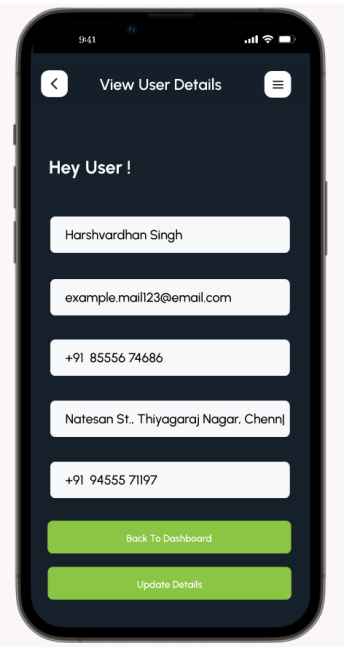 9:41
View User Details
Hey User !
Harshvardhan Singh
example.mail123@email.com
+91 85556 74686
Natesan St., Thiyagaraj Nagar, Chenn
+91 94555 71197
Back To Dashboard
Update Details